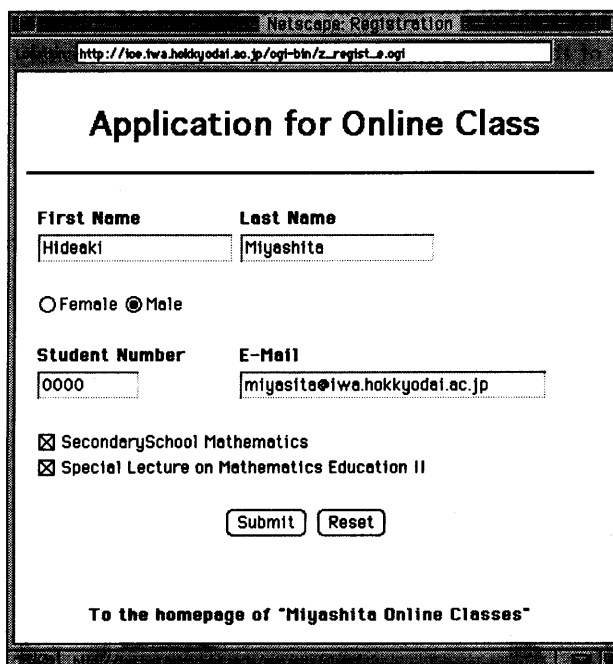 Netscape: Registration
http://ice.iwa.hokkyodai.ac.jp/cgi-bin/z_regist_e.cgi
Application for Online Class
First Name Last Name
Hideaki Miyashita
Female Male
Student Number E-Mail
0000 miyasita@iwa.hokkyodai.ac.jp
SecondarySchool Mathematics
Special Lecture on Mathematics Education II
Submit Reset
To the homepage of "Miyashita Online Classes"